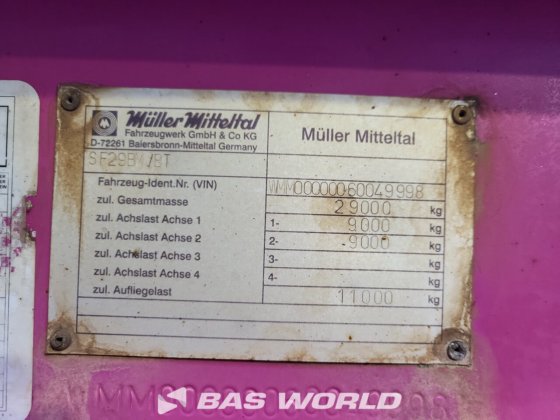 Müller Mitteltal
Fahrzeugwerk GmbH & Co KG
D-72261 Baiersbronn-Mitteltal Germany
Müller Mitteltal
Fahrzeug-Ident.Nr. (VIN) WMM00000060049998
zul. Gesamtmasse 29000 kg
zul. Achslast Achse 1 1- 9000 kg
zul. Achslast Achse 2 2- 9000 kg
zul. Achslast Achse 3 3- kg
zul. Achslast Achse 4 4- kg
zul. Aufliegelast 11000 kg
BAS WORLD